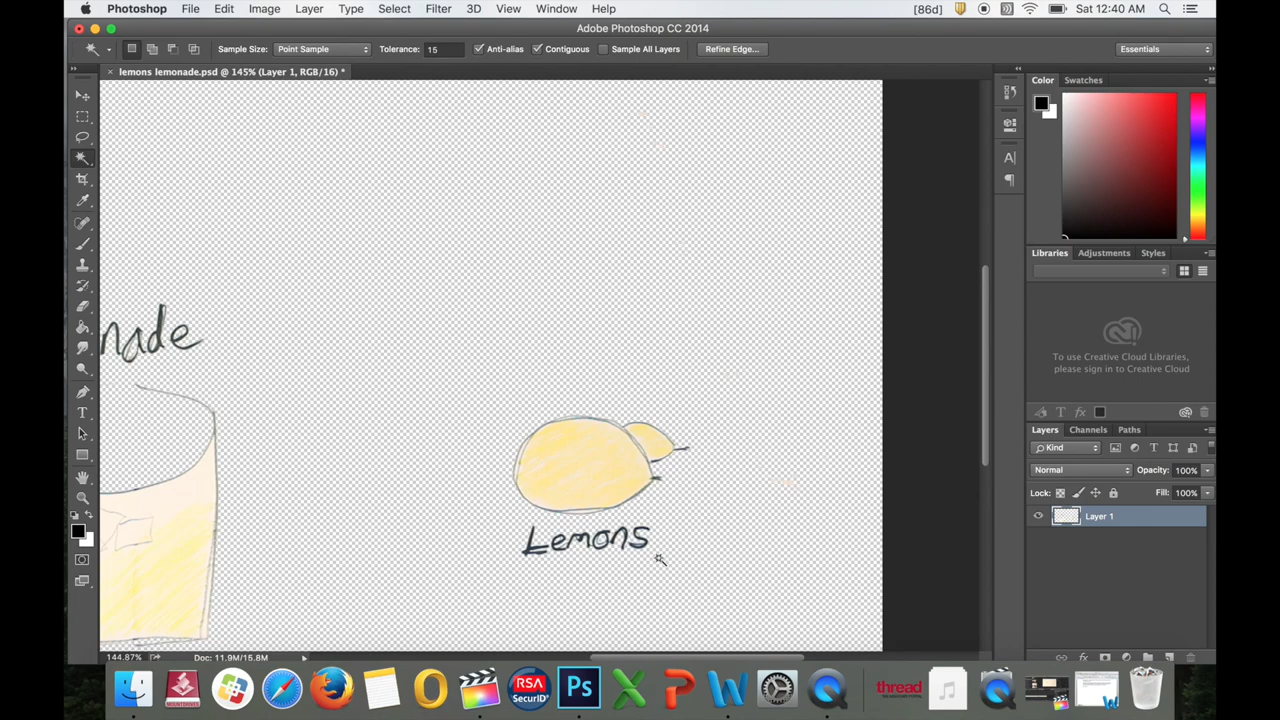 Photoshop File Edit Image Layer Type Select Filter 3D View Window Help [86d] Sat 12:40 AM
Adobe Photoshop CC 2014
Sample Size: Point Sample Tolerance: 15 Anti-alias Contiguous Sample All Layers Refine Edge... Essentials
lemons lemonade.psd @ 145% (Layer 1, RGB/16) *
Color Swatches
Libraries Adjustments Styles
To use Creative Cloud Libraries,
please sign in to Creative Cloud
nade
Layers Channels Paths
Kind
Normal Opacity: 100%
Lock: Fill: 100%
Layer 1
Lemons
144.87% Doc: 11.9M/15.8M
RSA
SecurID
Ps
thread